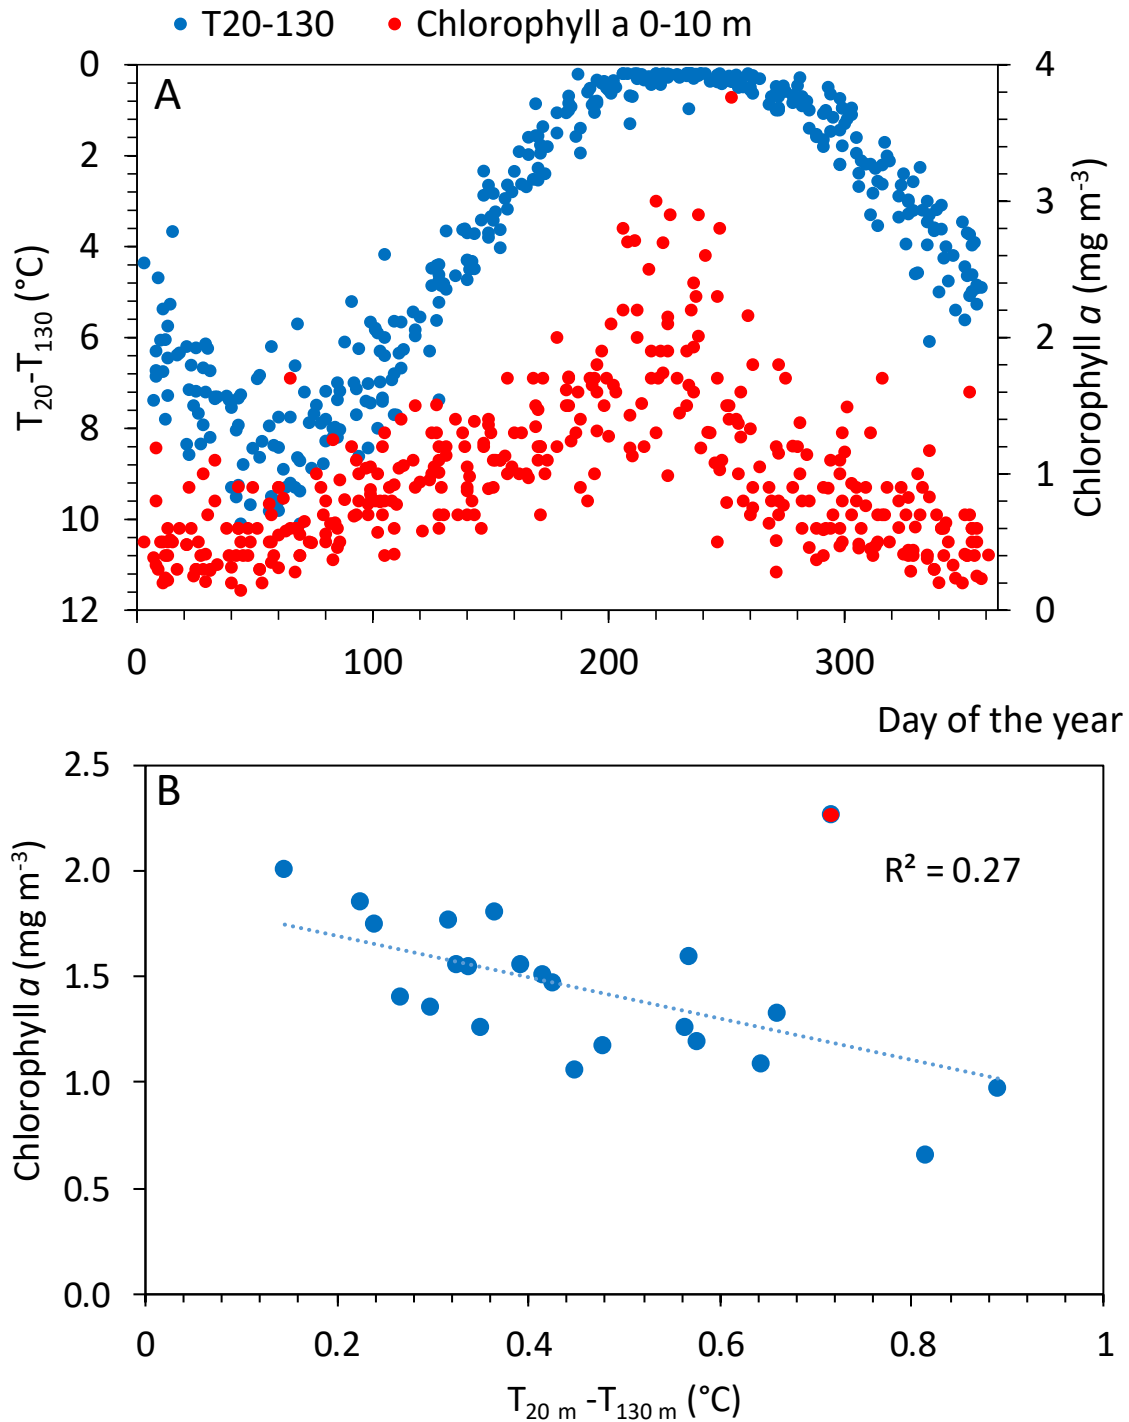 T20-130 Chlorophyll a 0-10 m
A
0
2
4
6
8
10
12
T20-T130 (°C)
4
3
2
1
0
Chlorophyll a (mg m-3)
0 100 200 300
Day of the year
B
2.5
2.0
1.5
1.0
0.5
0.0
Chlorophyll a (mg m-3)
R² = 0.27
0 0.2 0.4 0.6 0.8 1
T20 m -T130 m (°C)